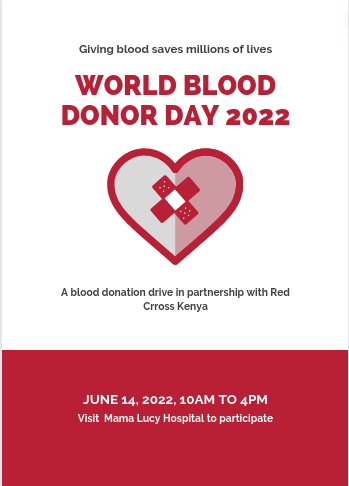 Giving blood saves millions of lives
WORLD BLOOD
DONOR DAY 2022
A blood donation drive in partnership with Red
Crross Kenya
JUNE 14, 2022, 10AM TO 4PM
Visit Mama Lucy Hospital to participate